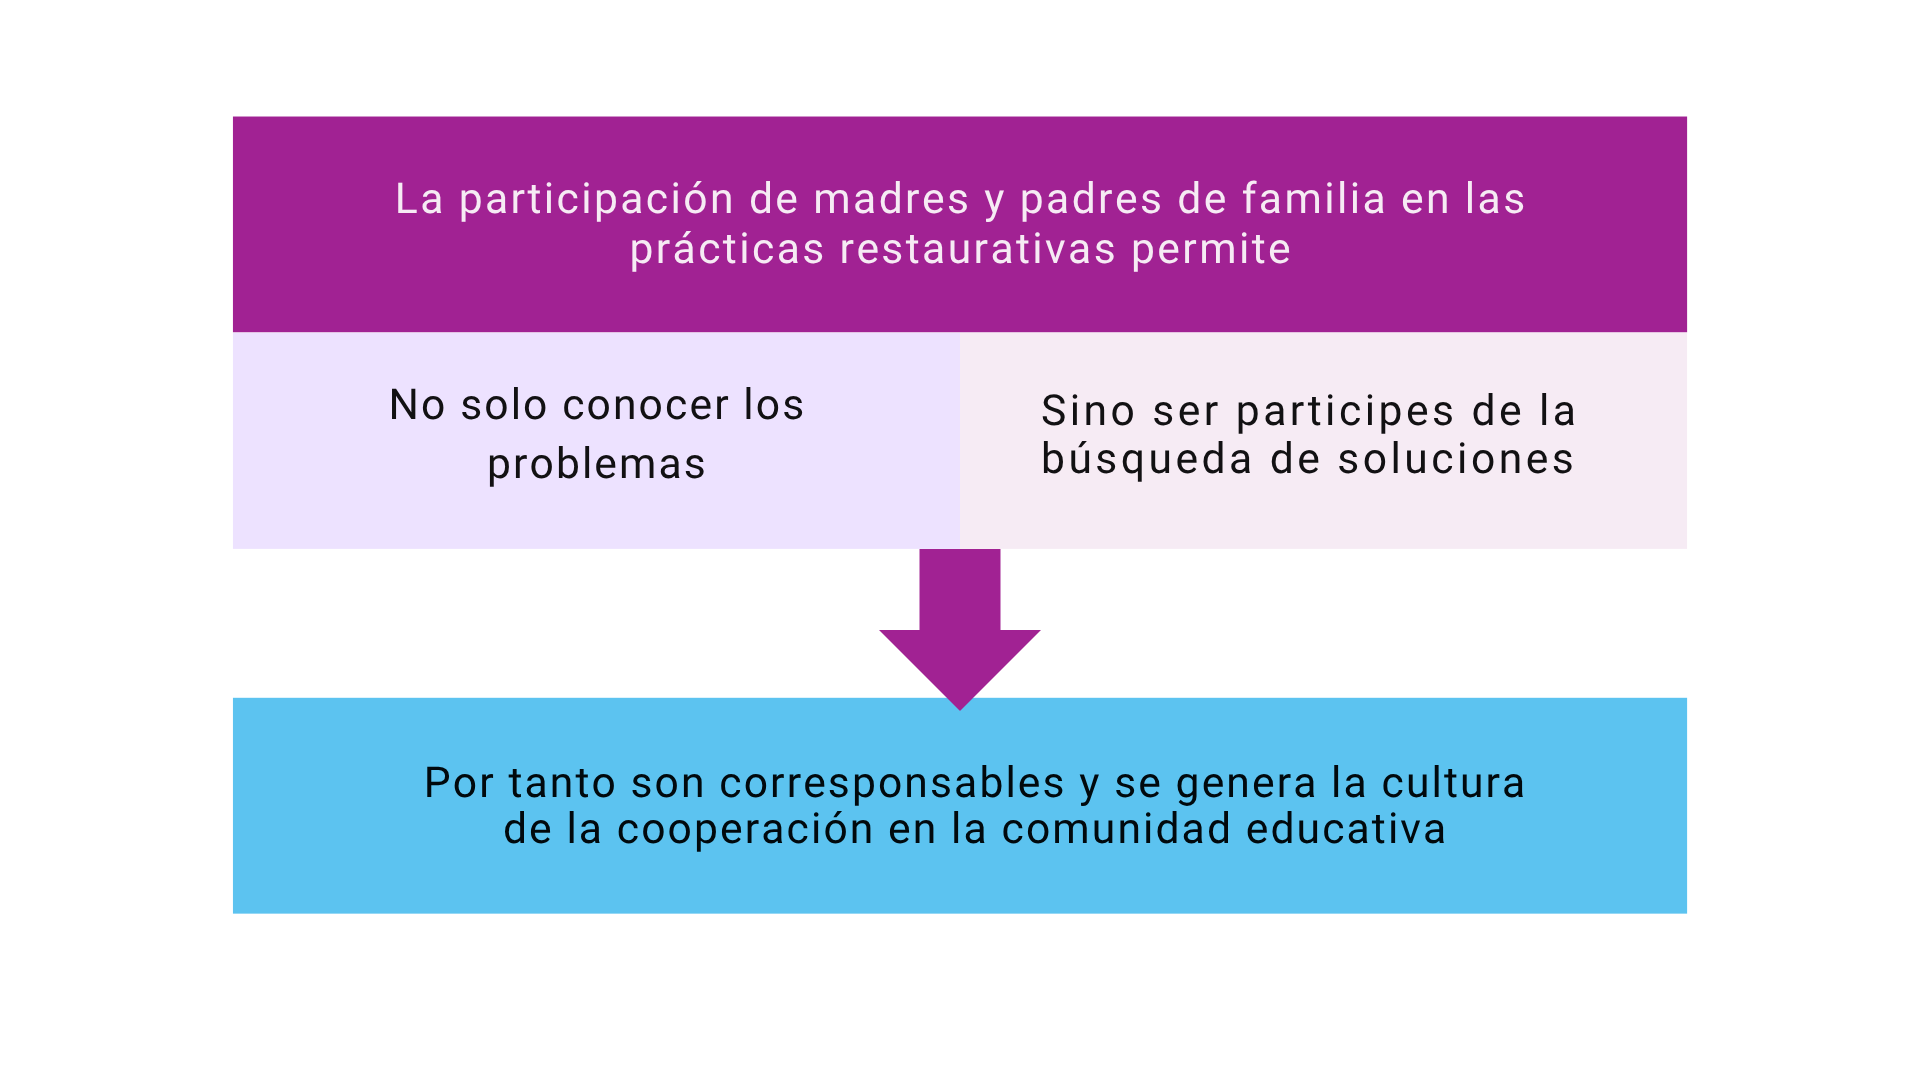 La participación de madres y padres de familia en las
prácticas restaurativas permite
No solo conocer los
problemas
Sino ser participes de la
búsqueda de soluciones
Por tanto son corresponsables y se genera la cultura
de la cooperación en la comunidad educativa